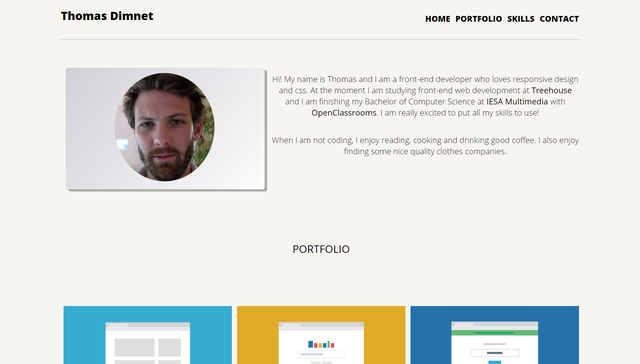 Thomas Dimnet
HOME PORTFOLIO SKILLS CONTACT
Hi! My name is Thomas and I am a front-end developer who loves responsive design
and css. At the moment I am studying front-end web development at Treehouse
and I am finishing my Bachelor of Computer Science at IESA Multimedia with
OpenClassrooms. I am really excited to put all my skills to use!
When I am not coding, I enjoy reading, cooking and drinking good coffee. I also enjoy
finding some nice quality clothes companies.
PORTFOLIO